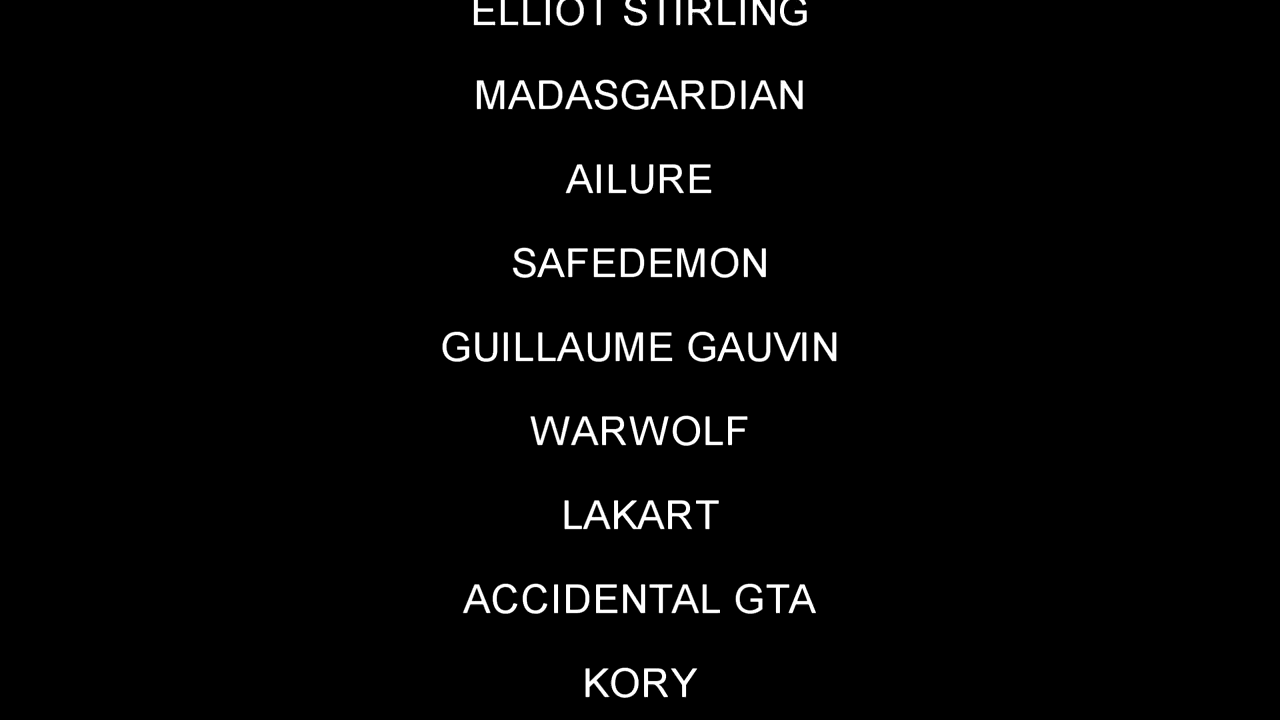 ELLIOT STIRLING
MADASGARDIAN
AILURE
SAFEDEMON
GUILLAUME GAUVIN
WARWOLF
LAKART
ACCIDENTAL GTA
KORY